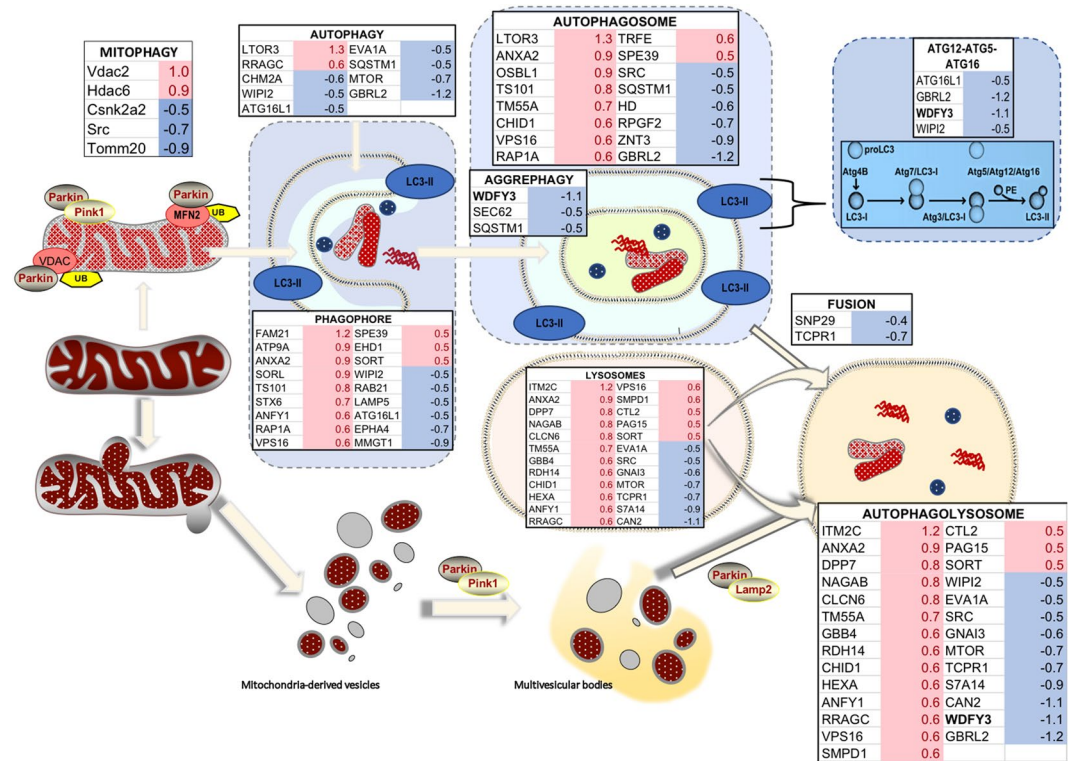 MITOPHAGY
Vdac2 1.0
Hdac6 0.9
Csnk2a2 -0.5
Src -0.7
Tomm20 -0.9
AUTOPHAGY
LTOR3 1.3 EVA1A -0.5
RRAGC 0.6 SQSTM1 -0.5
CHM2A -0.6 MTOR -0.7
WIPI2 -0.5 GBRL2 -1.2
ATG16L1 -0.5
AUTOPHAGOSOME
LTOR3 1.3 TRFE 0.6
ANXA2 0.9 SPE39 0.5
OSBL1 0.9 SRC -0.5
TS101 0.8 SQSTM1 -0.5
TM55A 0.7 HD -0.6
CHID1 0.6 RPGF2 -0.7
VPS16 0.6 ZNT3 -0.9
RAP1A 0.6 GBRL2 -1.2
ATG12-ATG5-
ATG16
ATG16L1 -0.5
GBRL2 -1.2
WDFY3 -1.1
WIPI2 -0.5
proLC3
Atg4B Atg7/LC3-I Atg5/Atg12/Atg16
PE
LC3-I Atg3/LC3-I LC3-II
AGGREPHAGY
WDFY3 -1.1
SEC62 -0.5
SQSTM1 -0.5
Parkin
Pink1
Parkin
MFN2
UB
VDAC
Parkin
UB
LC3-II
LC3-II
LC3-II
LC3-II
LC3-II
PHAGOPHORE
FAM21 1.2 SPE39 0.5
ATP9A 0.9 EHD1 0.5
ANXA2 0.9 SORT 0.5
SORL 0.9 WIPI2 -0.5
TS101 0.8 RAB21 -0.5
STX6 0.7 LAMP5 -0.5
ANFY1 0.6 ATG16L1 -0.5
RAP1A 0.6 EPHA4 -0.7
VPS16 0.6 MMGT1 -0.9
FUSION
SNP29 -0.4
TCPR1 -0.7
LYSOSOMES
ITM2C 1.2 VPS16 0.6
ANXA2 0.9 SMPD1 0.6
DPP7 0.8 CTL2 0.5
NAGAB 0.8 PAG15 0.5
CLCN6 0.8 SORT 0.5
TM55A 0.7 EVA1A -0.5
GBB4 0.6 SRC -0.5
RDH14 0.6 GNAI3 -0.6
CHID1 0.6 MTOR -0.7
HEXA 0.6 TCPR1 -0.7
ANFY1 0.6 S7A14 -0.9
RRAGC 0.6 CAN2 -1.1
AUTOPHAGOLYSOSOME
ITM2C 1.2 CTL2 0.5
ANXA2 0.9 PAG15 0.5
DPP7 0.8 SORT 0.5
NAGAB 0.8 WIPI2 -0.5
CLCN6 0.8 EVA1A -0.5
TM55A 0.7 SRC -0.5
GBB4 0.6 GNAI3 -0.6
RDH14 0.6 MTOR -0.7
CHID1 0.6 TCPR1 -0.7
HEXA 0.6 S7A14 -0.9
ANFY1 0.6 CAN2 -1.1
RRAGC 0.6 WDFY3 -1.1
VPS16 0.6 GBRL2 -1.2
SMPD1 0.6
Parkin
Pink1
Parkin
Lamp2
Mitochondria-derived vesicles
Multivesicular bodies